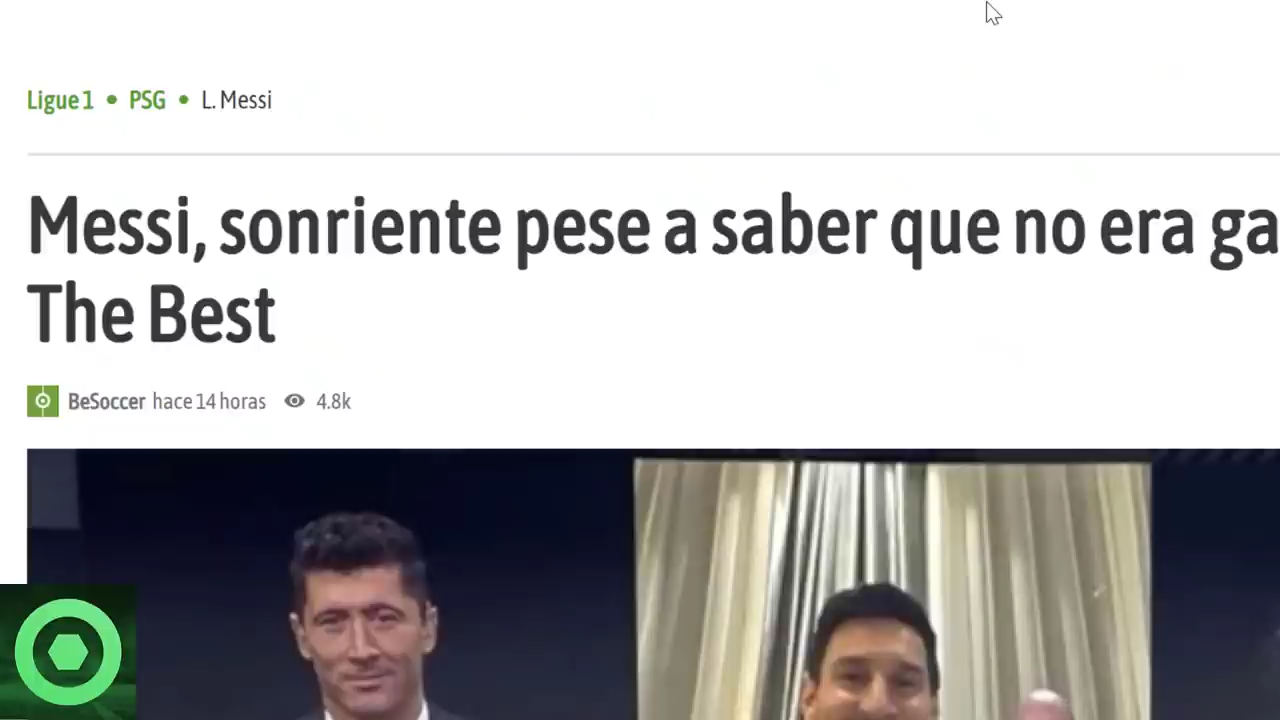 Ligue 1 • PSG • L. Messi
Messi, sonriente pese a saber que no era ga
The Best
BeSoccer hace 14 horas 4.8k